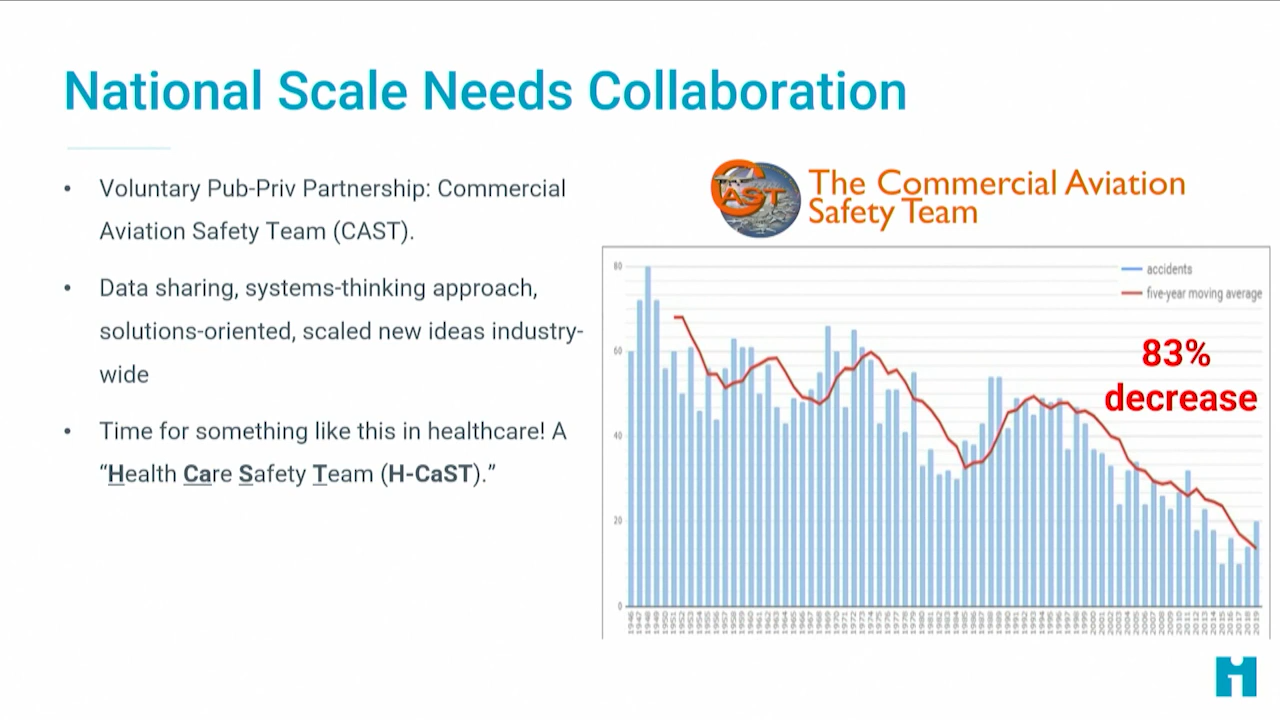 National Scale Needs Collaboration
• Voluntary Pub-Priv Partnership: Commercial
Aviation Safety Team (CAST).
• Data sharing, systems-thinking approach,
solutions-oriented, scaled new ideas industry-
wide
• Time for something like this in healthcare! A
“Health Care Safety Team (H-CaST).”
CAST
The Commercial Aviation
Safety Team
accidents
five-year moving average
83%
decrease
80
60
40
20
0